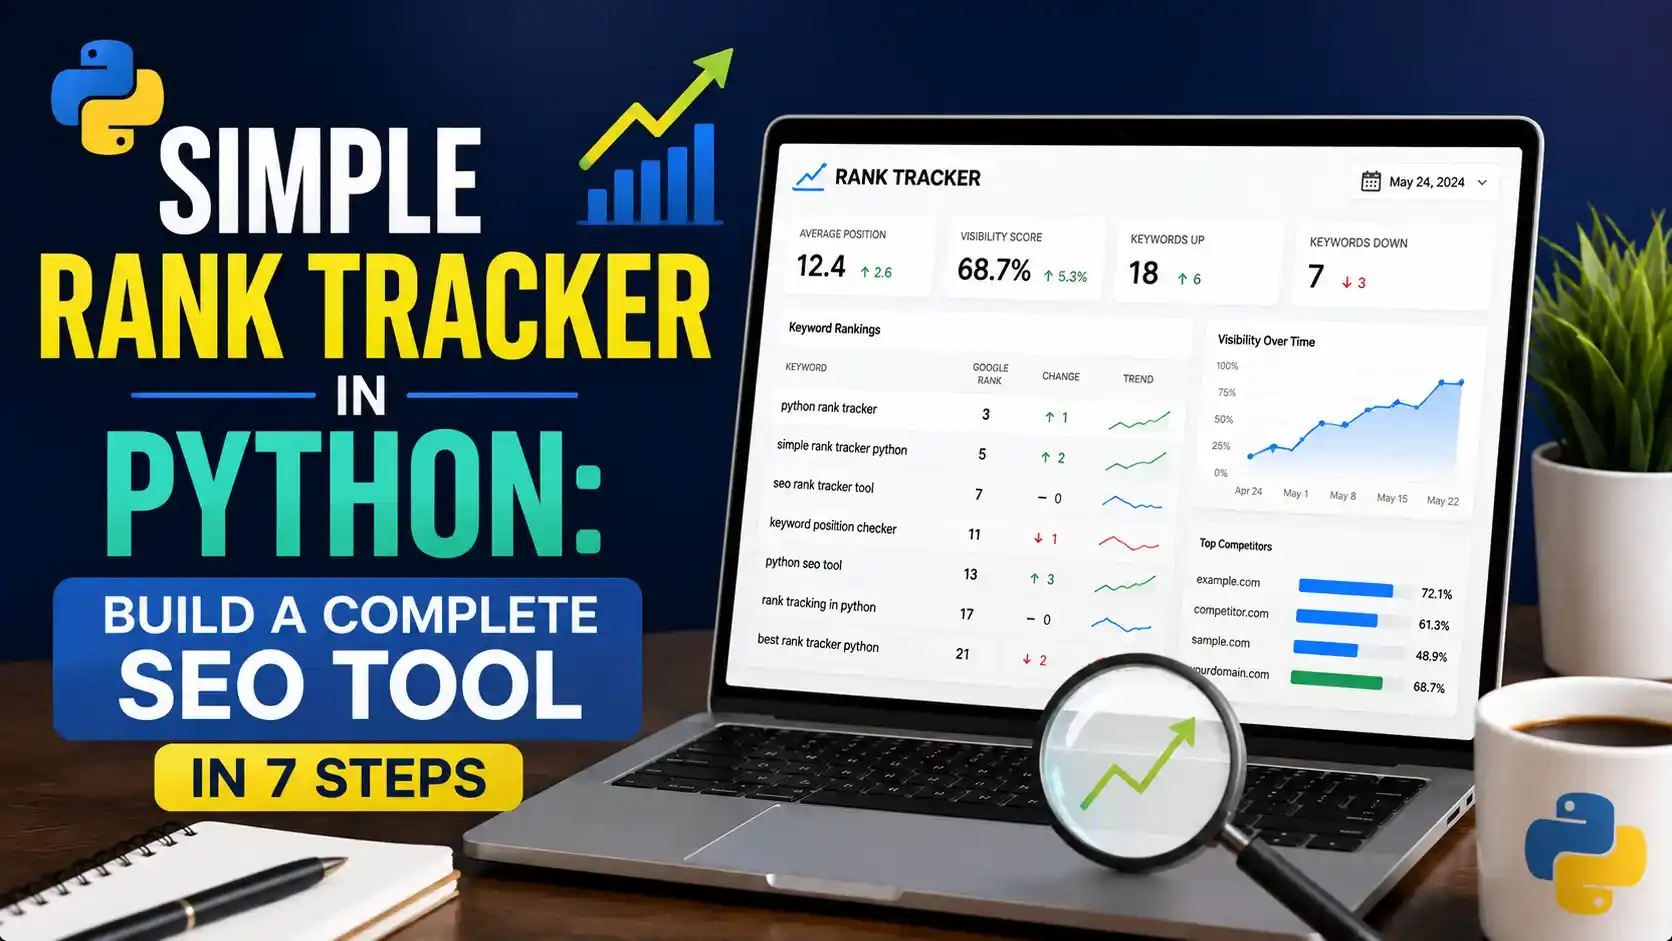 SIMPLE
RANK TRACKER
IN
PYTHON:
BUILD A COMPLETE
SEO TOOL
IN 7 STEPS
RANK TRACKER
May 24, 2024
AVERAGE POSITION
12.4 ↑ 2.6
VISIBILITY SCORE
68.7% ↑ 5.3%
KEYWORDS UP
18 ↑ 6
KEYWORDS DOWN
7 ↓ 3
Keyword Rankings
KEYWORD GOOGLE RANK CHANGE TREND
python rank tracker 3 ↑ 1
simple rank tracker python 5 ↑ 2
seo rank tracker tool 7 – 0
keyword position checker 11 ↓ 1
python seo tool 13 ↑ 3
rank tracking in python 17 – 0
best rank tracker python 21 ↓ 2
Visibility Over Time
100%
75%
50%
25%
0%
Apr 24 May 1 May 8 May 15 May 22
Top Competitors
example.com 72.1%
competitor.com 61.3%
sample.com 48.9%
yourdomain.com 68.7%